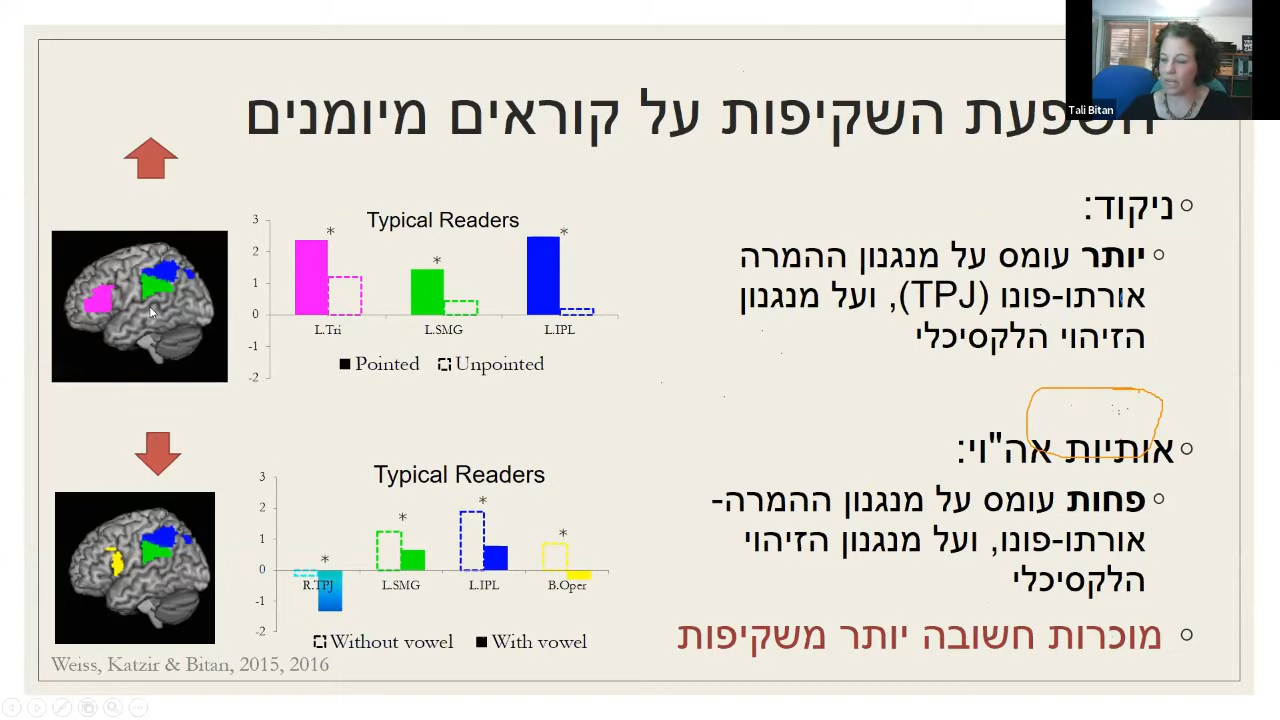 השפעת השקיפות על קוראים מיומנים
Tali Bitan
ניקוד:
יותר עומס על מנגנון ההמרה
אורתו-פונו (TPJ), ועל מנגנון
הזיהוי הלקסיכלי
Typical Readers
3
2
1
0
-1
-2
*
*
*
L.Tri
L.SMG
L.IPL
Pointed
Unpointed
אותיות אה"וי:
פחות עומס על מנגנון ההמרה-
אורתו-פונו, ועל מנגנון הזיהוי
הלקסיכלי
Typical Readers
3
2
1
0
-1
-2
*
*
*
*
R.TPJ
L.SMG
L.IPL
B.Oper
Without vowel
With vowel
מוכרות חשובה יותר משקיפות
Weiss, Katzir & Bitan, 2015, 2016